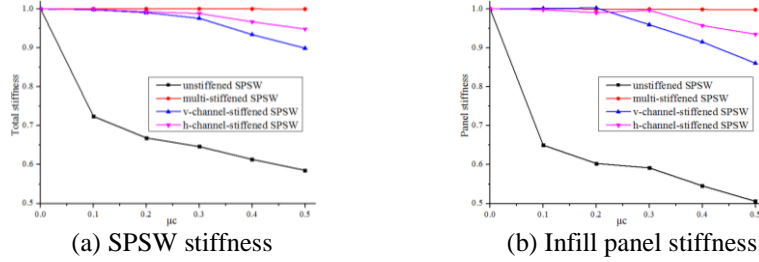 1.0
0.9
0.8
0.7
0.6
0.5
Total stiffness
unstiffened SPSW
multi-stiffened SPSW
v-channel-stiffened SPSW
h-channel-stiffened SPSW
0.0 0.1 0.2 0.3 0.4 0.5
μc
(a) SPSW stiffness
1.0
0.9
0.8
0.7
0.6
0.5
Panel stiffness
unstiffened SPSW
multi-stiffened SPSW
v-channel-stiffened SPSW
h-channel-stiffened SPSW
0.0 0.1 0.2 0.3 0.4 0.5
μc
(b) Infill panel stiffness